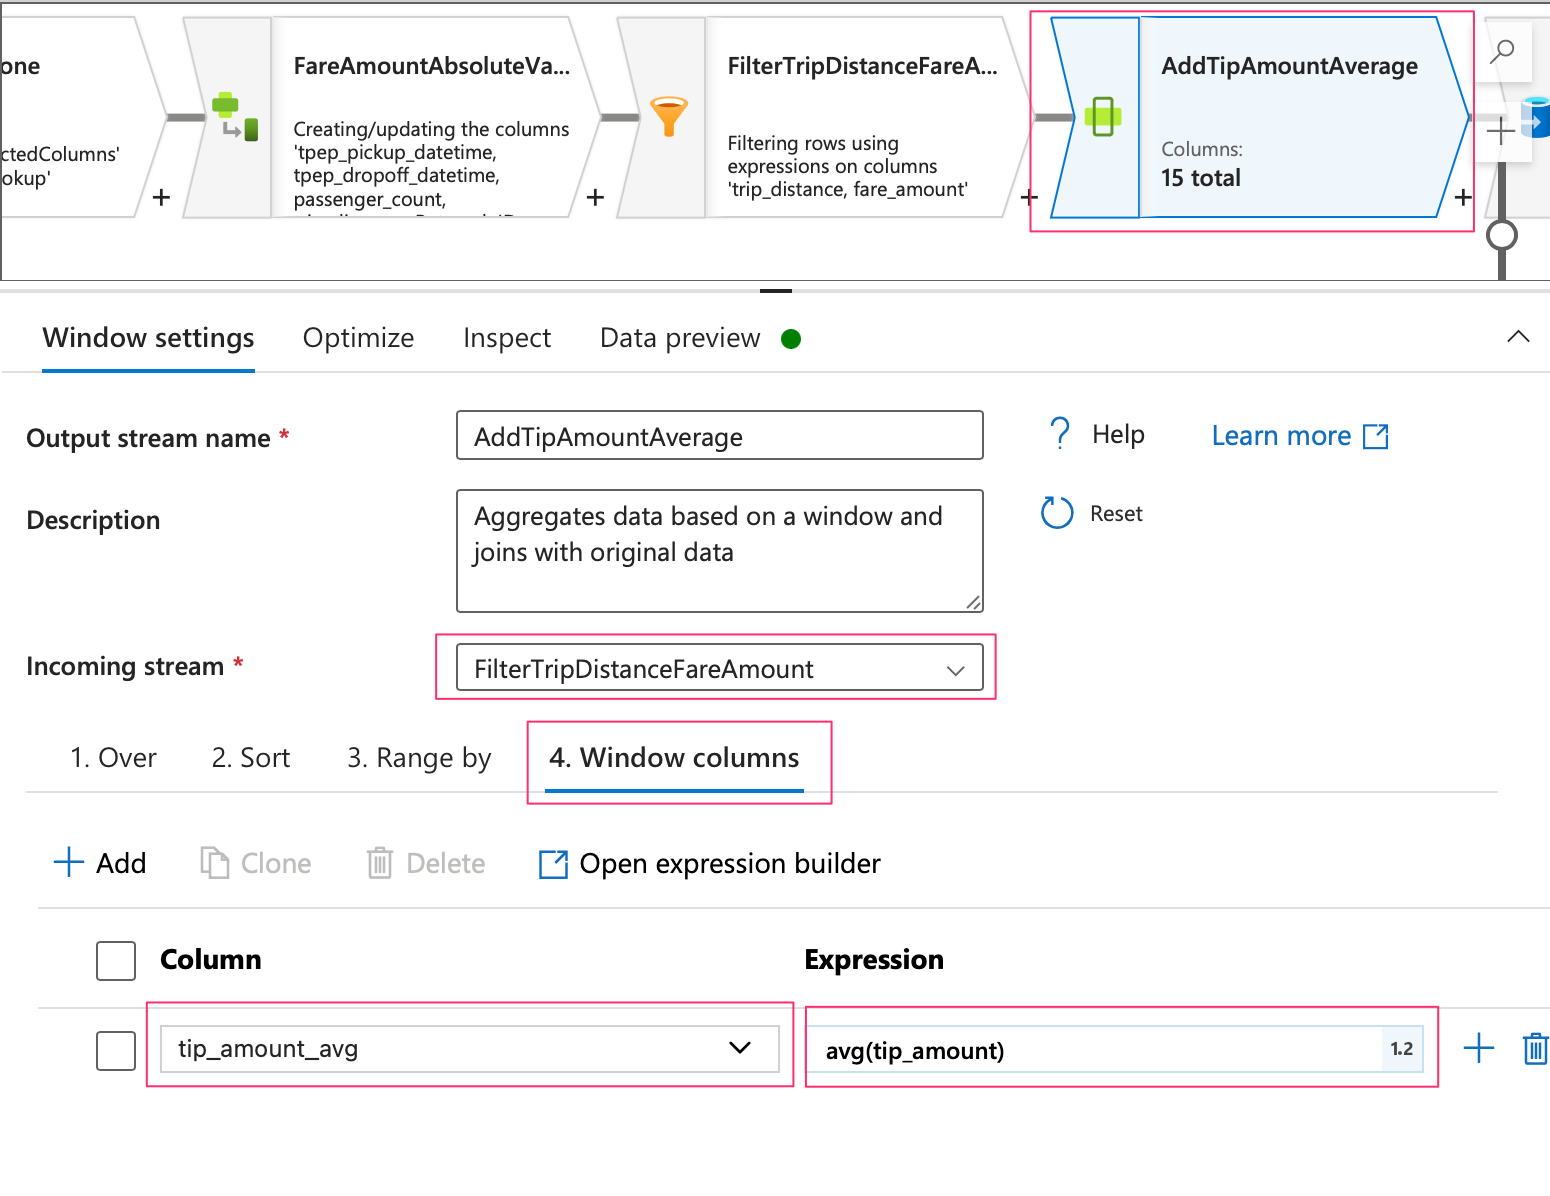 one
ctedColumns'
okup'
FareAmountAbsoluteVa...
Creating/updating the columns
'tpep_pickup_datetime,
tpep_dropoff_datetime,
passenger_count,
FilterTripDistanceFareA...
Filtering rows using
expressions on columns
'trip_distance, fare_amount'
AddTipAmountAverage
Columns:
15 total
Window settings
Optimize
Inspect
Data preview
Output stream name *
AddTipAmountAverage
Help
Learn more
Description
Aggregates data based on a window and
joins with original data
Reset
Incoming stream *
FilterTripDistanceFareAmount
1. Over
2. Sort
3. Range by
4. Window columns
Add
Clone
Delete
Open expression builder
Column
Expression
tip_amount_avg
avg(tip_amount)
1.2